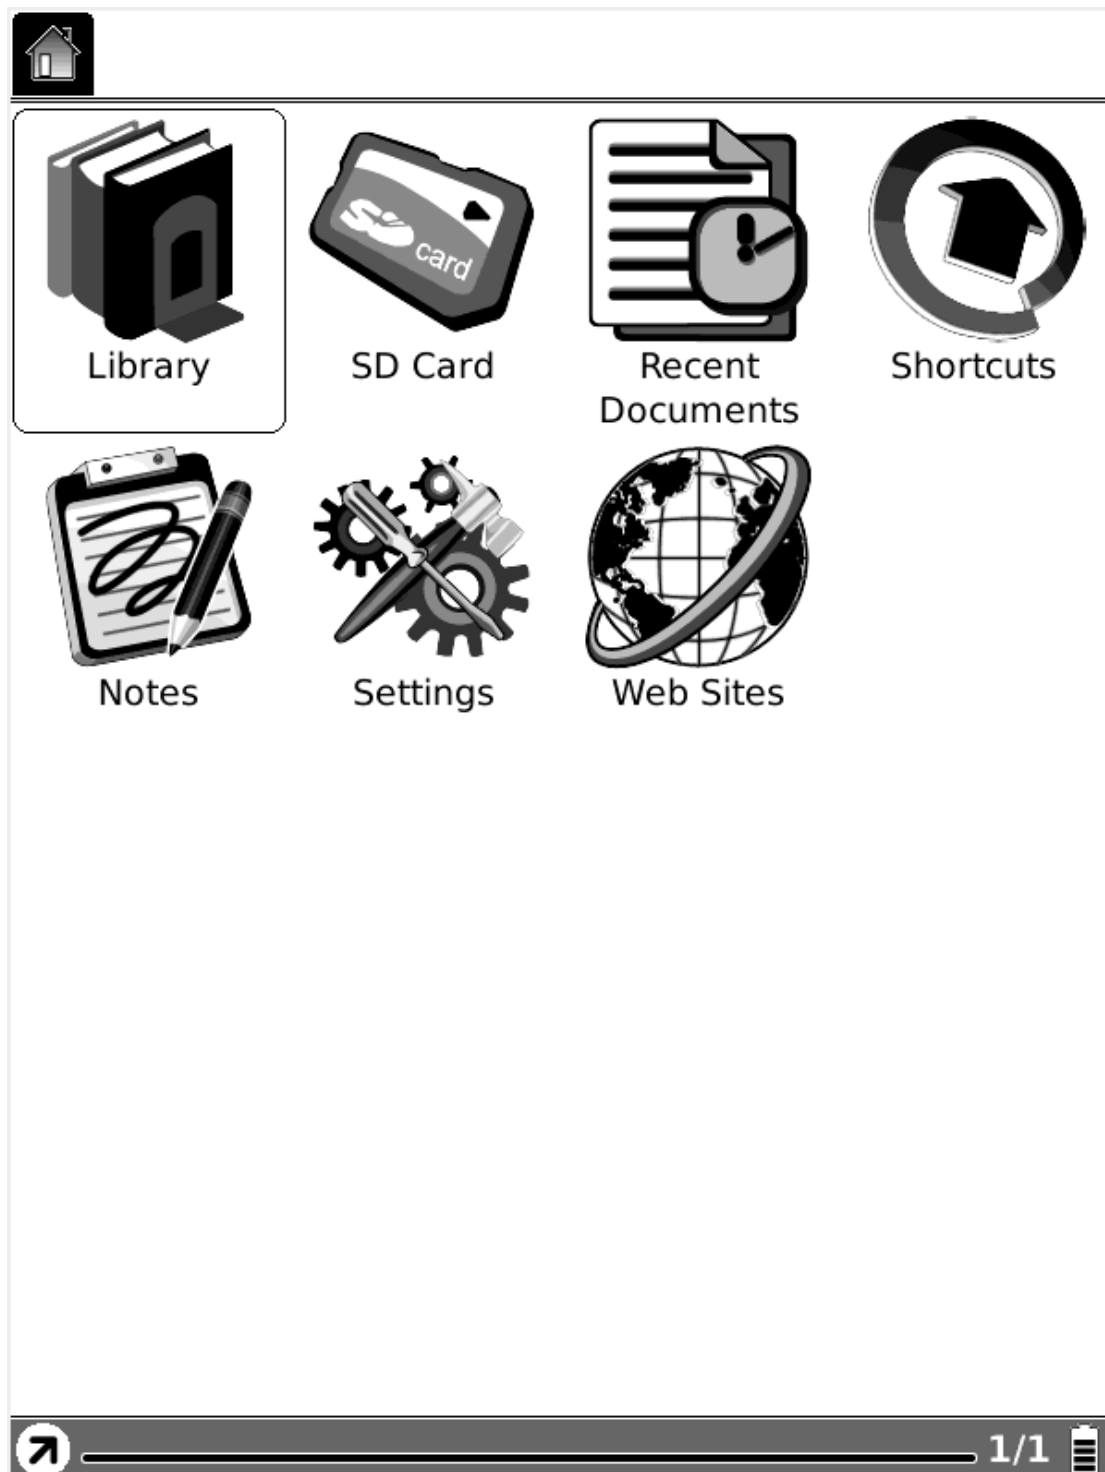 SD card
Library
SD Card
Recent
Documents
Shortcuts
Notes
Settings
Web Sites
1/1